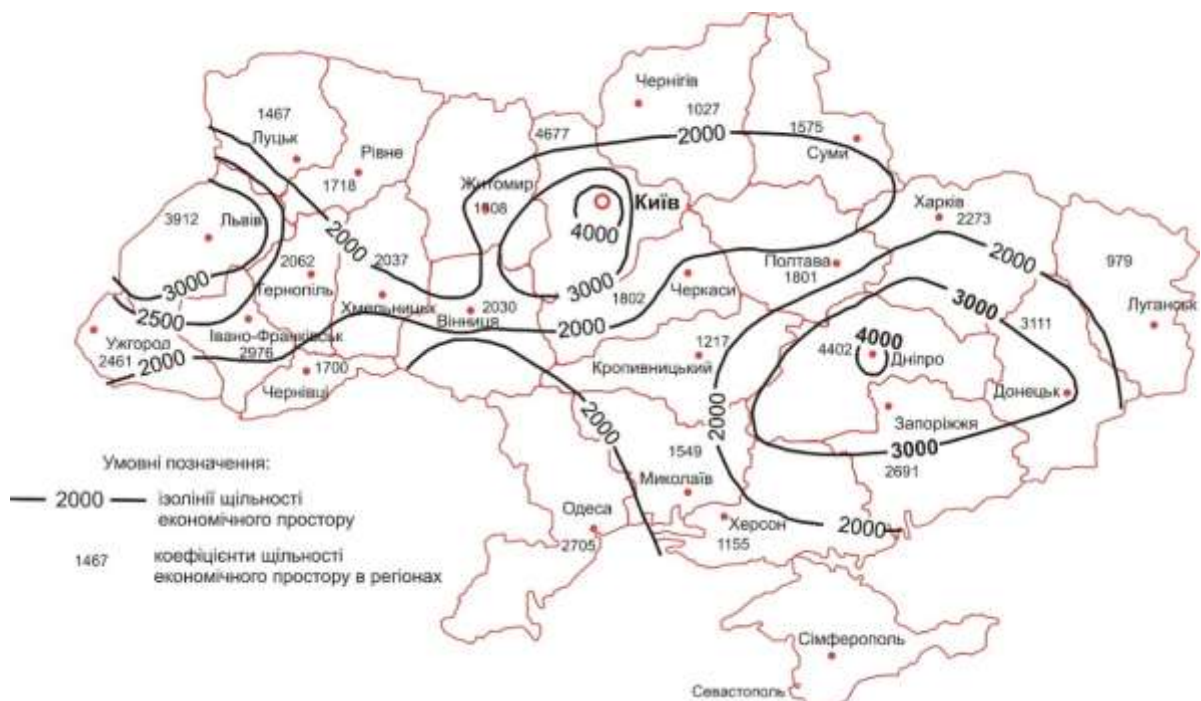 Чернігів
1027
1467
4677
2000
1575
Луцьк
Суми
Рівне
1718
Житомир
1808
Київ
4000
Харків
2273
3912
Львів
2000
2000
979
2062
2037
Полтава
1801
3000
Тернопіль
3000
1802
Черкаси
3000
Луганськ
2500
Хмельницьк
2030
Вінниця
2000
3111
Ужгород
2461
2000
Івано-Франківськ
2976
1217
4000
4402
Дніпро
1700
Чернівці
Кропивницький
Донецьк
2000
2000
Запоріжжя
3000
2691
1549
Миколаїв
Умовні позначення:
2000
ізолінії щільності
економічного простору
Одеса
2705
Херсон
1155
2000
1467
коефіцієнти щільності
економічного простору в регіонах
Сімферополь
Севастополь